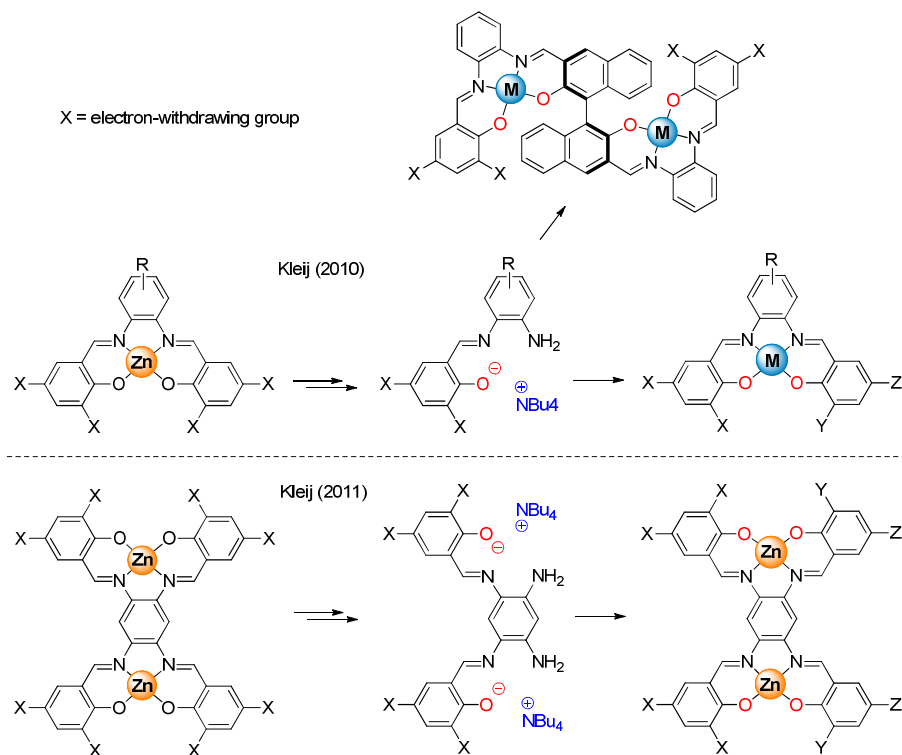 X X
N
M
N O
O
X = electron-withdrawing group
O O
M N
N
X X
R Kleij (2010) R R
N N N NH2 N N
Zn M
X O O X X O ⊖ X O O Z
⊕
NBu4
X X X X Y
Kleij (2011)
X X X NBu4 X Y
⊕
X O O X X O X O O Z
Zn ⊖ Zn
N N N NH2 N N
N N N NH2 N N
Zn Zn
X O O X X O ⊖ ⊕ X O O Z
NBu4
X X X X Y